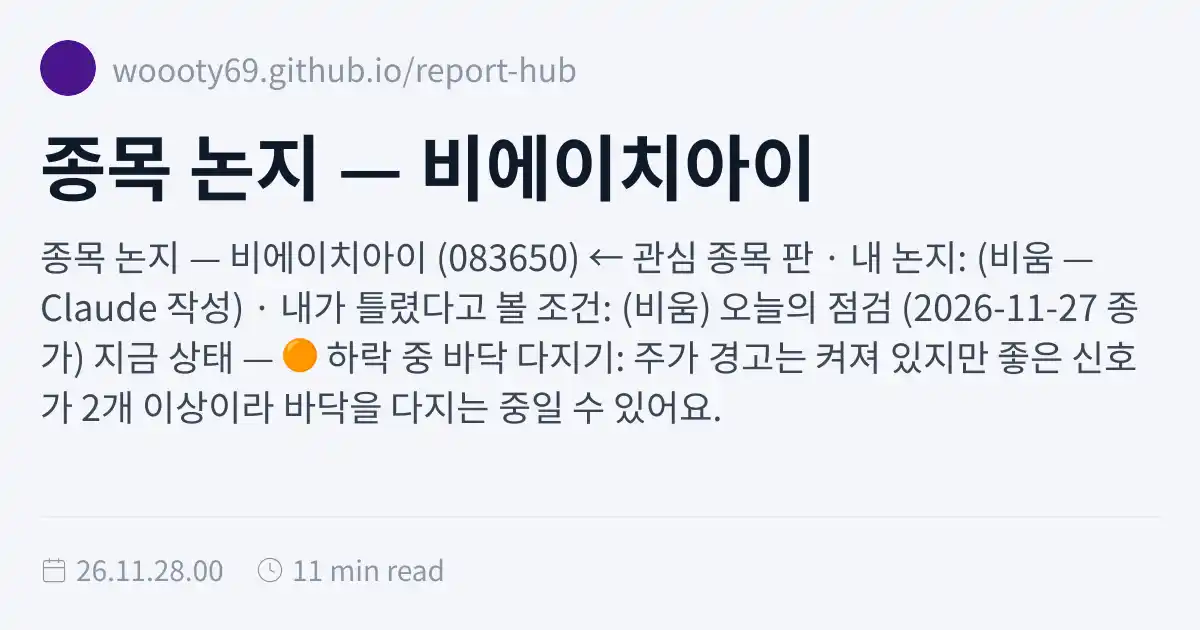 woooty69.github.io/report-hub
종목 논지 — 비에이치아이
종목 논지 — 비에이치아이 (083650) ← 관심 종목 판 · 내 논지: (비움 —
Claude 작성) · 내가 틀렸다고 볼 조건: (비움) 오늘의 점검 (2026-11-27 종
가) 지금 상태 — 🟠 하락 중 바닥 다지기: 주가 경고는 켜져 있지만 좋은 신호
가 2개 이상이라 바닥을 다지는 중일 수 있어요.
26.11.28.00
11 min read